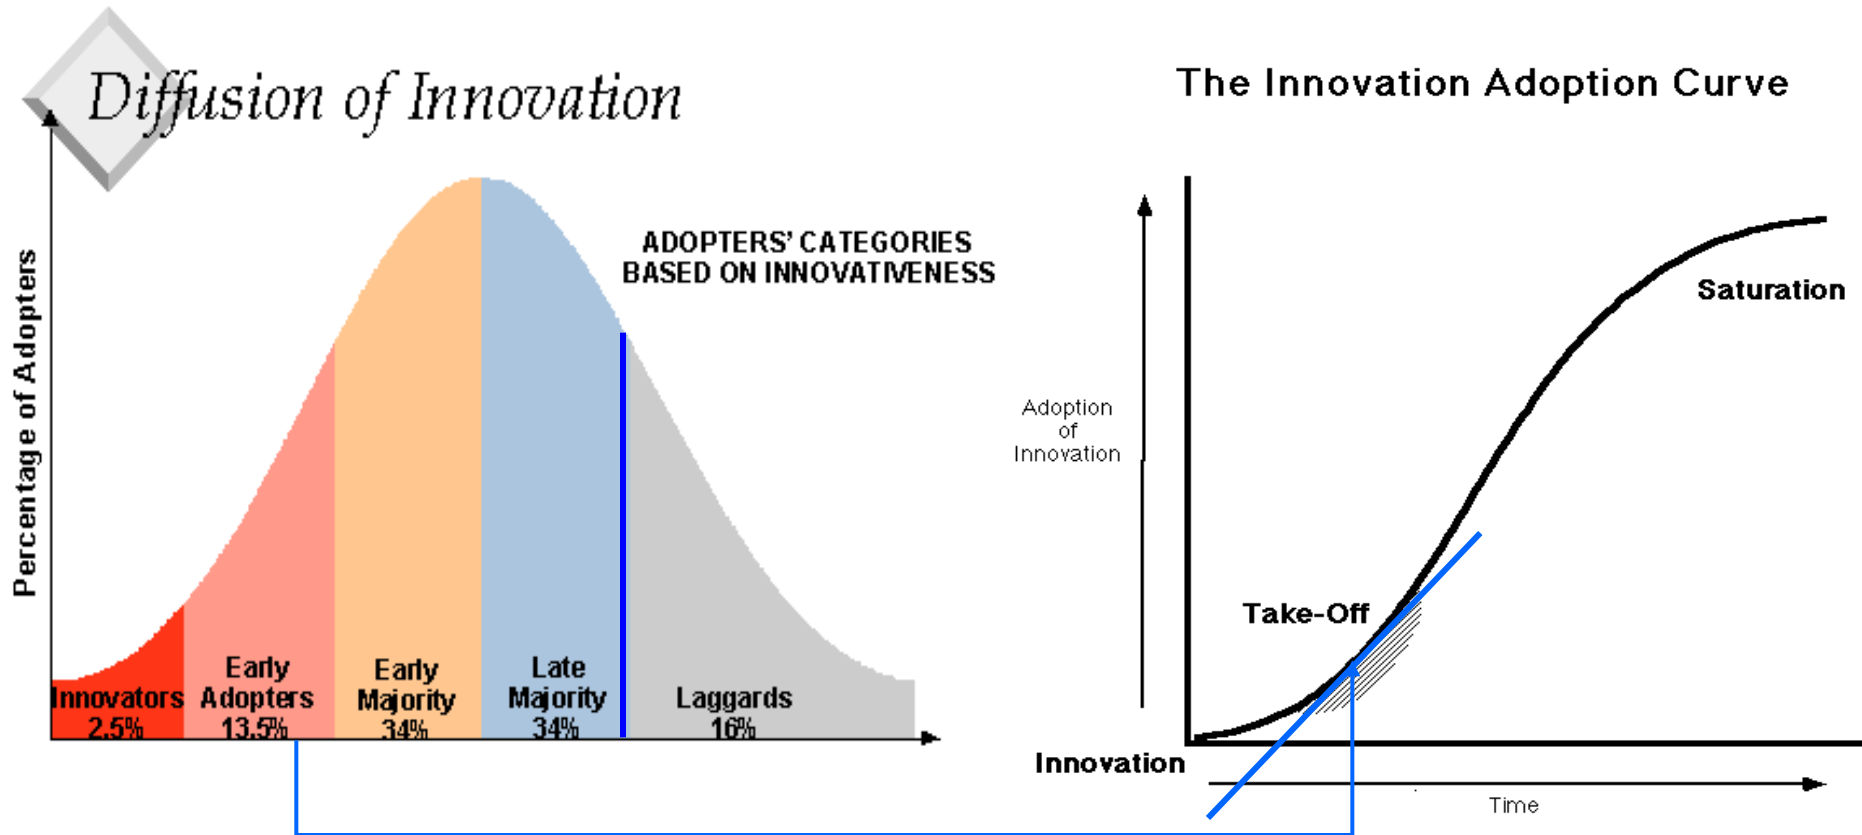 Diffusion of Innovation
Percentage of Adopters
ADOPTERS' CATEGORIES
BASED ON INNOVATIVENESS
Innovators
2.5%
Early
Adopters
13.5%
Early
Majority
34%
Late
Majority
34%
Laggards
16%
The Innovation Adoption Curve
Adoption
of
Innovation
Saturation
Take-Off
Innovation
Time